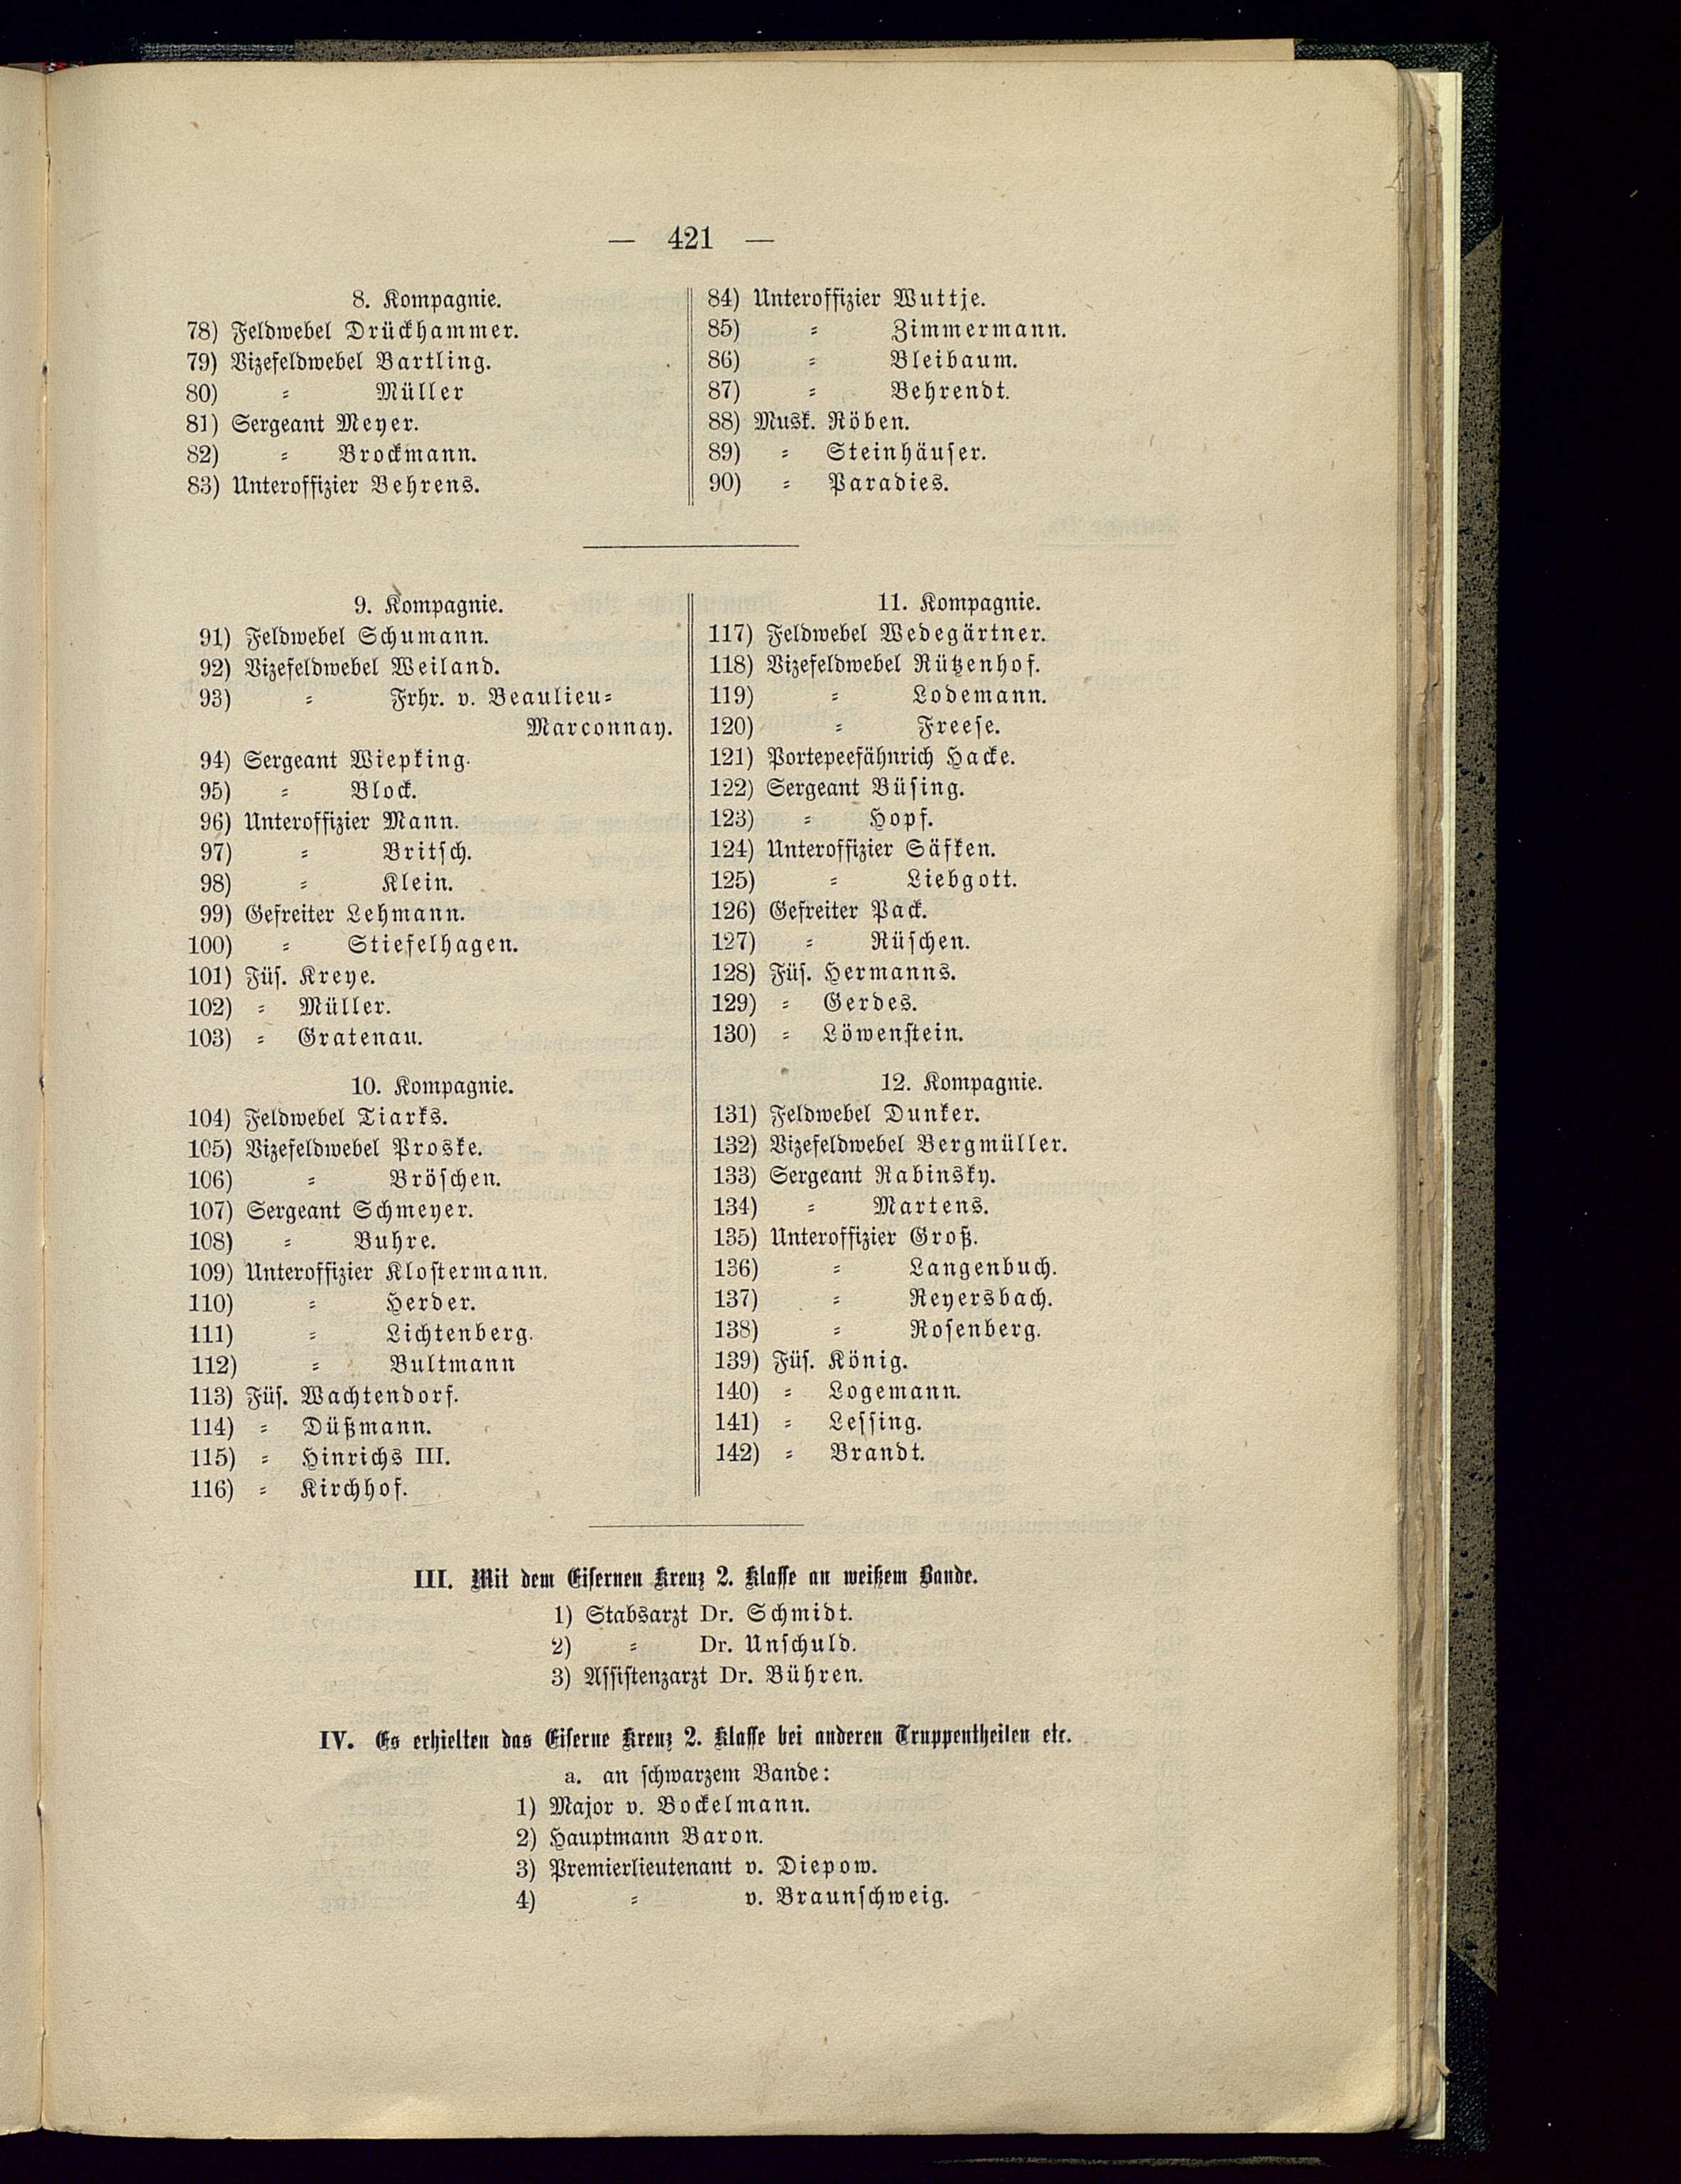 — 421 —
8. Kompagnie.
78) Feldwebel Drückhammer.
79) Vizefeldwebel Bartling.
80) = Müller
81) Sergeant Meyer.
82) = Brockmann.
83) Unteroffizier Behrens.
84) Unteroffizier Wuttje.
85) = Zimmermann.
86) = Bleibaum.
87) = Behrendt.
88) Musk. Röben.
89) = Steinhäuser.
90) = Paradies.
9. Kompagnie.
91) Feldwebel Schumann.
92) Vizefeldwebel Weiland.
93) = Frhr. v. Beaulieu=
Marconnay.
94) Sergeant Wiepking.
95) = Block.
96) Unteroffizier Mann.
97) = Britsch.
98) = Klein.
99) Gefreiter Lehmann.
100) = Stiefelhagen.
101) Füs. Kreye.
102) = Müller.
103) = Gratenau.
10. Kompagnie.
104) Feldwebel Tiarks.
105) Vizefeldwebel Proske.
106) = Bröschen.
107) Sergeant Schmeyer.
108) = Buhre.
109) Unteroffizier Klostermann.
110) = Herder.
111) = Lichtenberg.
112) = Bultmann
113) Füs. Wachtendorf.
114) = Düßmann.
115) = Hinrichs III.
116) = Kirchhof.
11. Kompagnie.
117) Feldwebel Wedegärtner.
118) Vizefeldwebel Rützenhof.
119) = Lodemann.
120) = Freese.
121) Portepeefähnrich Hacke.
122) Sergeant Büsing.
123) = Hopf.
124) Unteroffizier Säfken.
125) = Liebgott.
126) Gefreiter Pack.
127) = Rüschen.
128) Füs. Hermanns.
129) = Gerdes.
130) = Löwenstein.
12. Kompagnie.
131) Feldwebel Dunker.
132) Vizefeldwebel Bergmüller.
133) Sergeant Rabinsky.
134) = Martens.
135) Unteroffizier Groß.
136) = Langenbuch.
137) = Reyersbach.
138) = Rosenberg.
139) Füs. König.
140) = Logemann.
141) = Lessing.
142) = Brandt.
III. Mit dem Eisernen Kreuz 2. Klasse an weißem Bande.
1) Stabsarzt Dr. Schmidt.
2) = Dr. Unschuld.
3) Assistenzarzt Dr. Bühren.
IV. Es erhielten das Eiserne Kreuz 2. Klasse bei anderen Truppentheilen etc.
a. an schwarzem Bande:
1) Major v. Bockelmann.
2) Hauptmann Baron.
3) Premierlieutenant v. Diepow.
4) = v. Braunschweig.